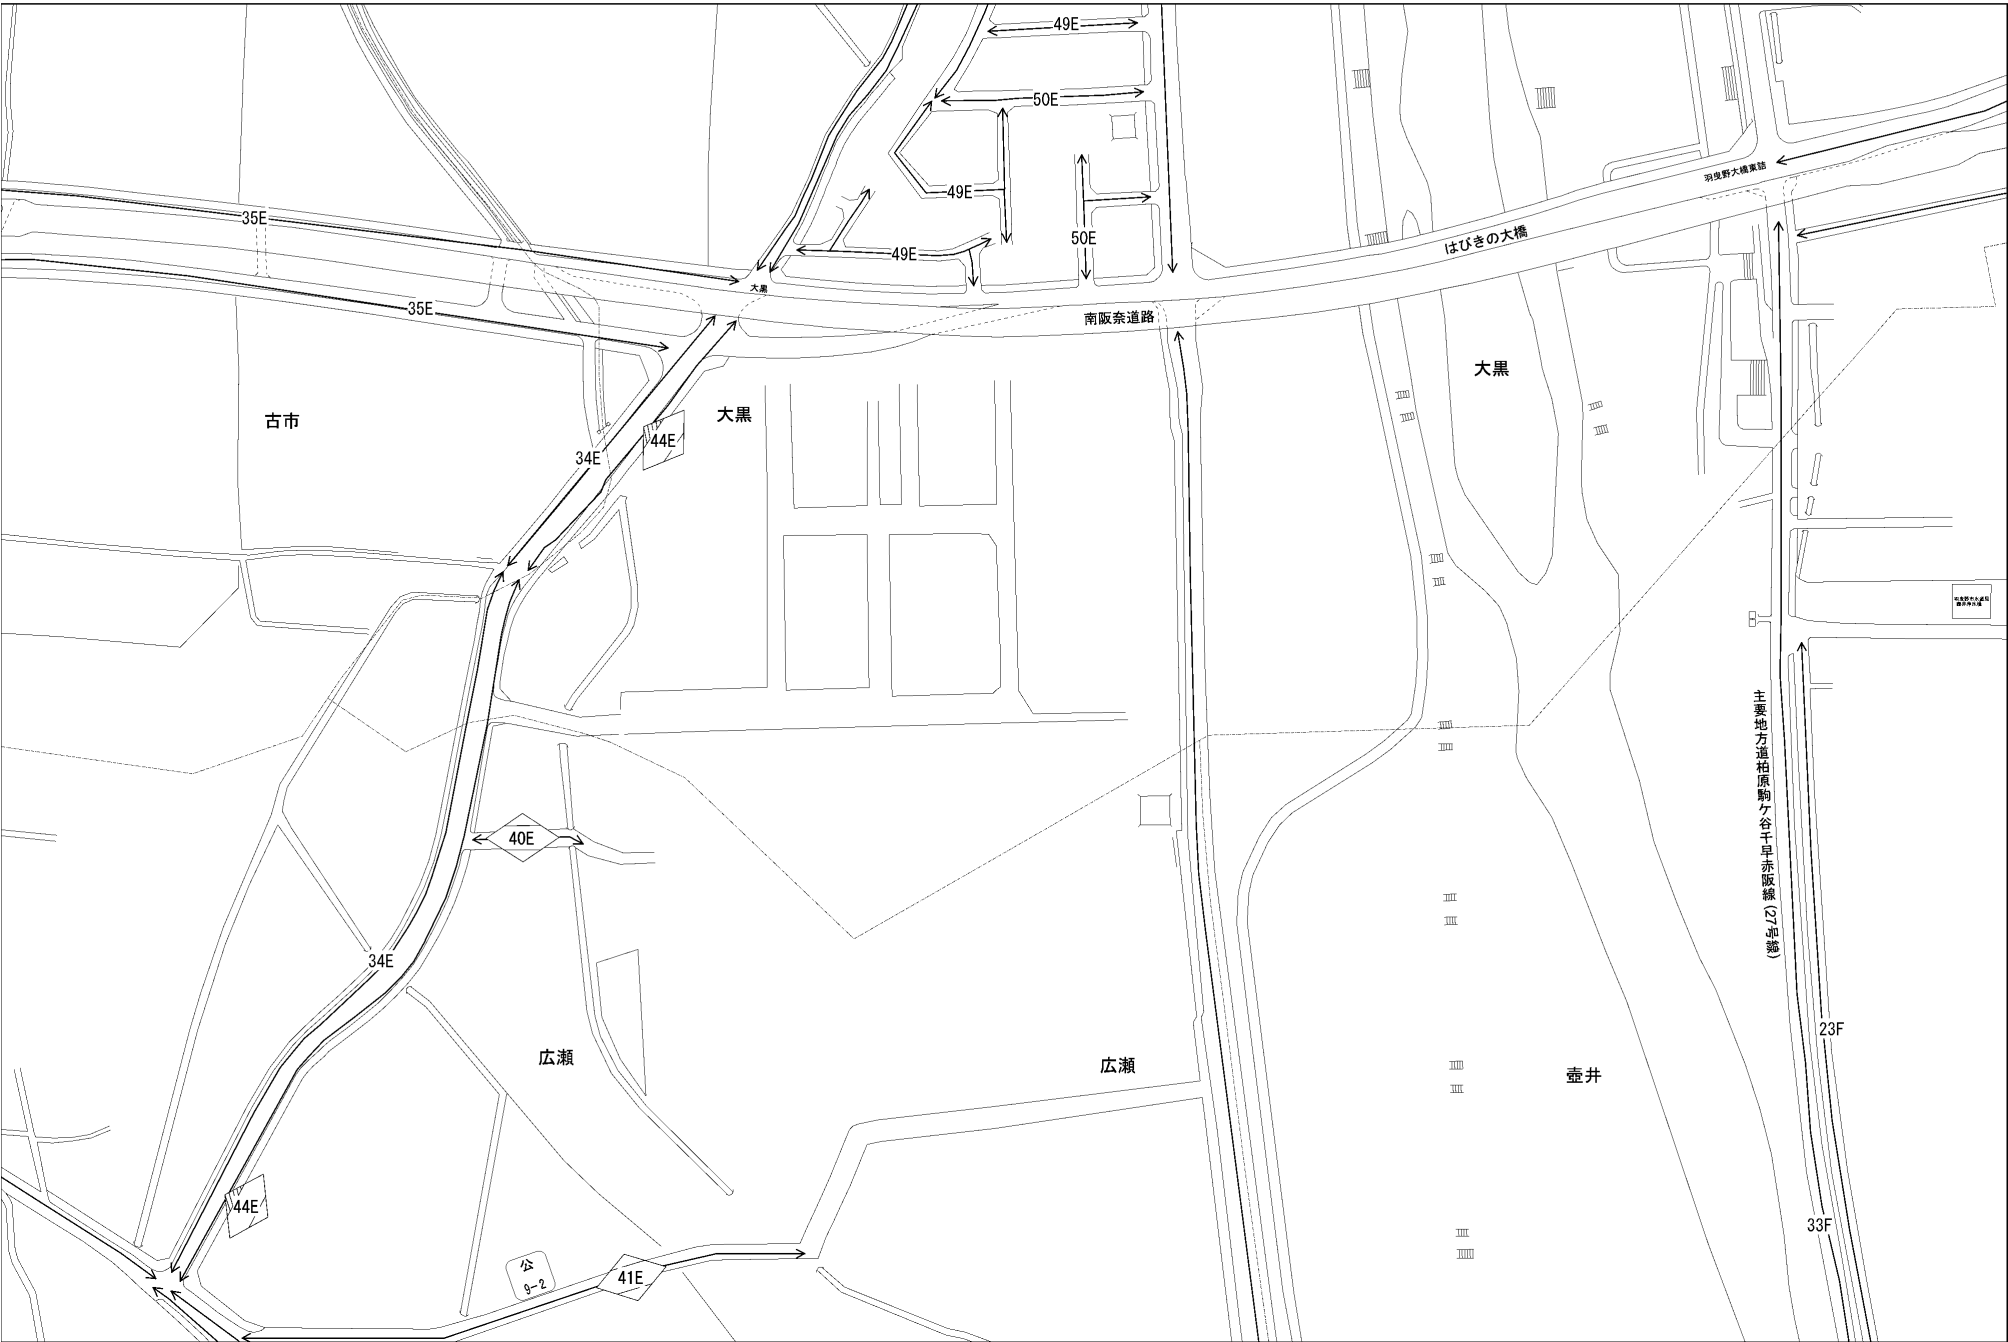 49E
50E
羽曳野大橋東詰
49E
35E
50E
はびきの大橋
49E
大黒
35E
南阪奈道路
大黒
大黒
古市
44E
34E
主要地方道柏原駒ケ谷千早赤阪線(27号線)
40E
34E
23F
広瀬
広瀬
壺井
44E
33F
公
9-2
41E